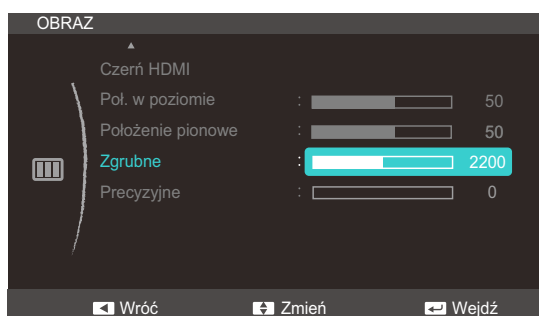 OBRAZ
Czerń HDMI
Poł. w poziomie : 50
Położenie pionowe : 50
Zgrubne : 2200
Precyzyjne : 0
Wróć Zmień Wejdź